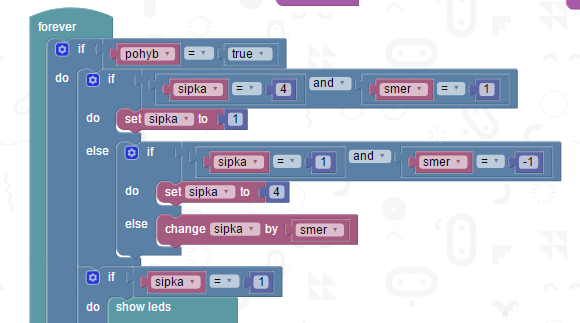 forever
if pohyb = true
do if sipka = 4 and smer = 1
do set sipka to 1
else if sipka = 1 and smer = -1
do set sipka to 4
else change sipka by smer
if sipka = 1
do show leds